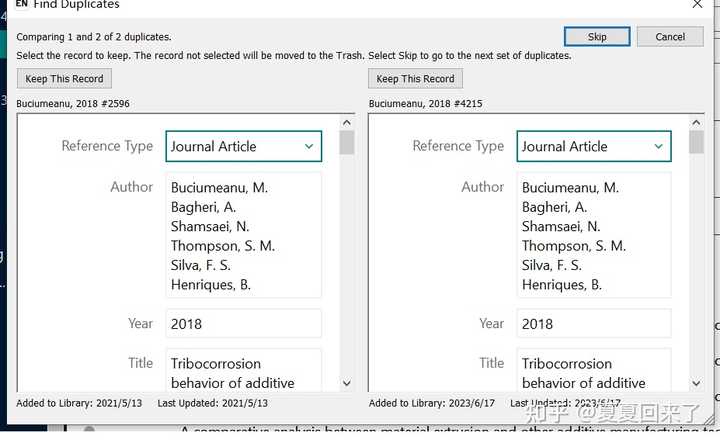 EN Find Duplicates
Comparing 1 and 2 of 2 duplicates.
Skip
Cancel
Select the record to keep. The record not selected will be moved to the Trash. Select Skip to go to the next set of duplicates.
Keep This Record
Keep This Record
Buciumeanu, 2018 #2596
Buciumeanu, 2018 #4215
Reference Type
Journal Article
Author
Buciumeanu, M.
Bagheri, A.
Shamsaei, N.
Thompson, S. M.
Silva, F. S.
Henriques, B.
Year
2018
Title
Tribocorrosion
behavior of additive
Reference Type
Journal Article
Author
Buciumeanu, M.
Bagheri, A.
Shamsaei, N.
Thompson, S. M.
Silva, F. S.
Henriques, B.
Year
2018
Title
Tribocorrosion
behavior of additive
Added to Library: 2021/5/13 Last Updated: 2021/5/13
Added to Library: 2023/6/17 Last Updated: 2023/6/17
知乎 @夏夏回来了
A comparative analysis between material extrusion and other additive manufacturing